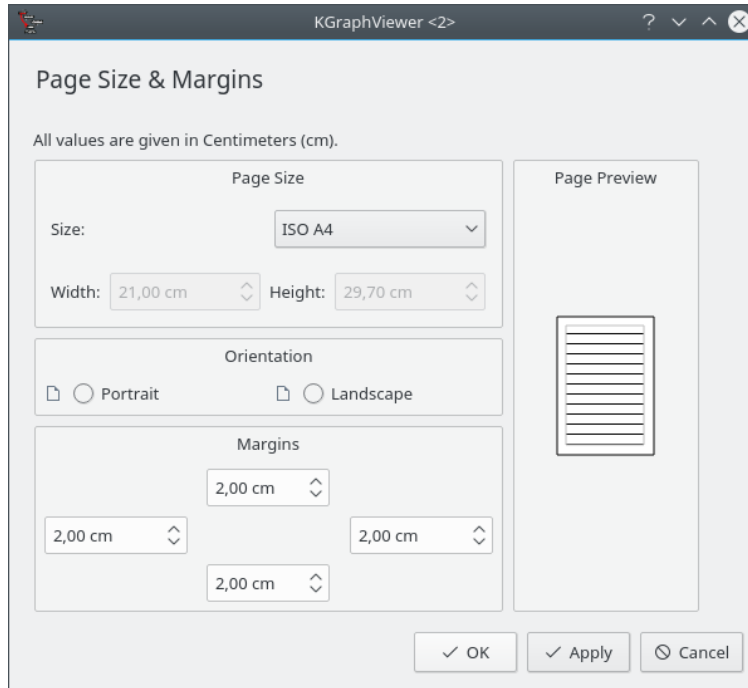 KGraphViewer <2>
Page Size & Margins
All values are given in Centimeters (cm).
Page Size
Page Preview
Size:
ISO A4
Width: 21,00 cm Height: 29,70 cm
Orientation
Portrait Landscape
Margins
2,00 cm
2,00 cm 2,00 cm
2,00 cm
OK Apply Cancel